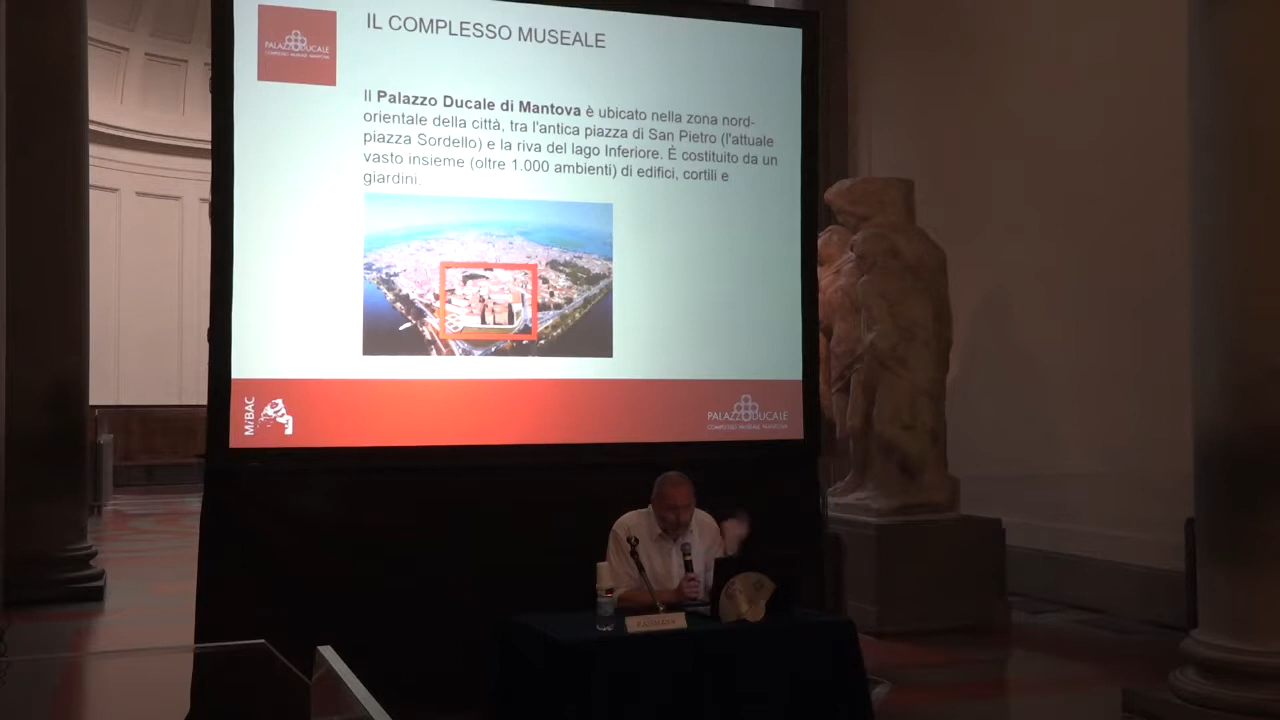 PALAZZO DUCALE
COMPLESSO MUSEALE MANTOVA
IL COMPLESSO MUSEALE
Il Palazzo Ducale di Mantova è ubicato nella zona nord-
orientale della città, tra l'antica piazza di San Pietro (l'attuale
piazza Sordello) e la riva del lago Inferiore. È costituito da un
vasto insieme (oltre 1.000 ambienti) di edifici, cortili e
giardini.
MiBAC
PALAZZO DUCALE
COMPLESSO MUSEALE MANTOVA